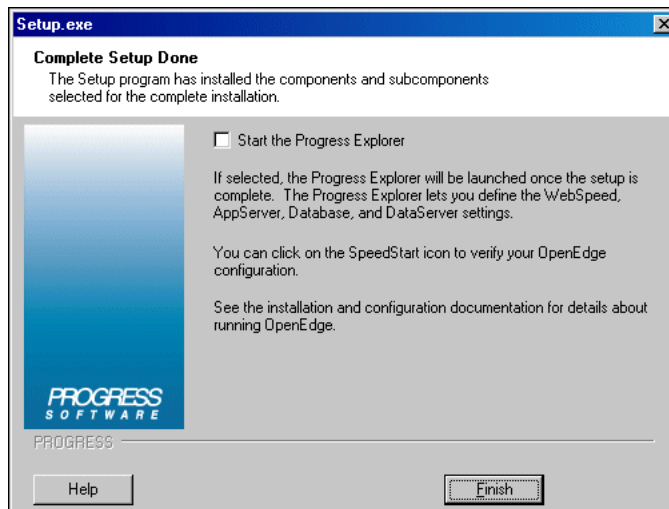 Setup.exe
Complete Setup Done
The Setup program has installed the components and subcomponents
selected for the complete installation.
Start the Progress Explorer
If selected, the Progress Explorer will be launched once the setup is
complete. The Progress Explorer lets you define the WebSpeed,
AppServer, Database, and DataServer settings.
You can click on the SpeedStart icon to verify your OpenEdge
configuration.
See the installation and configuration documentation for details about
running OpenEdge.
PROGRESS
SOFTWARE
PROGRESS
Help
Finish